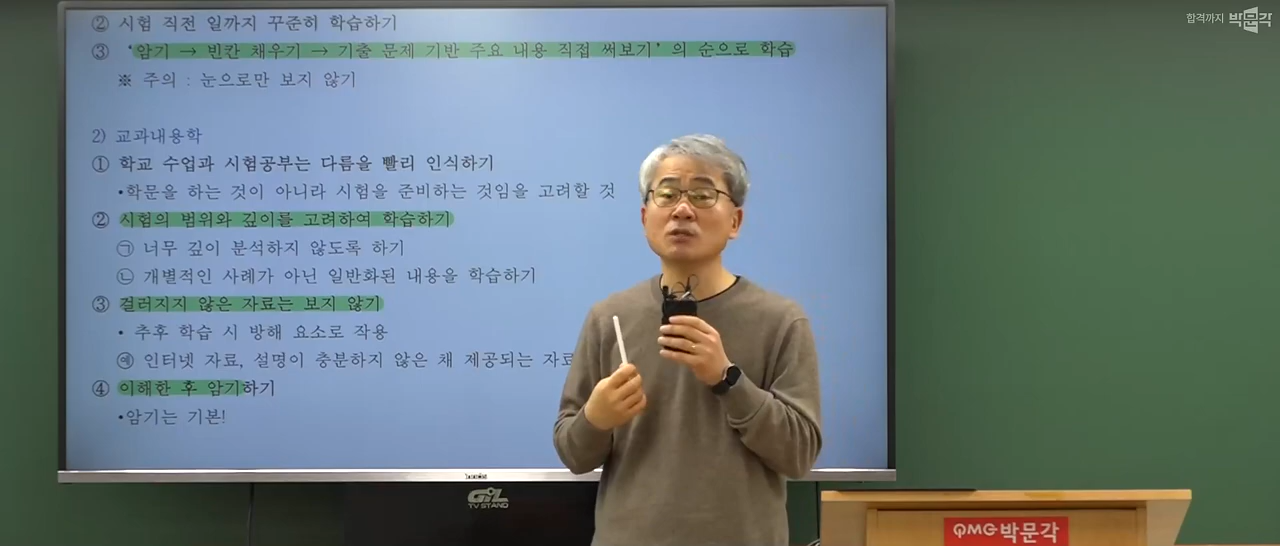 ② 시험 직전 일까지 꾸준히 학습하기
합격까지 박문각
③ ‘암기 → 빈칸 채우기 → 기출 문제 기반 주요 내용 직접 써보기’ 의 순으로 학습
※ 주의 : 눈으로만 보지 않기
2) 교과내용학
① 학교 수업과 시험공부는 다름을 빨리 인식하기
•학문을 하는 것이 아니라 시험을 준비하는 것임을 고려할 것
② 시험의 범위와 깊이를 고려하여 학습하기
㉠ 너무 깊이 분석하지 않도록 하기
㉡ 개별적인 사례가 아닌 일반화된 내용을 학습하기
③ 걸러지지 않은 자료는 보지 않기
• 추후 학습 시 방해 요소로 작용
㉖ 인터넷 자료, 설명이 충분하지 않은 채 제공되는 자료
④ 이해한 후 암기하기
•암기는 기본!
GIL
TV STAND
PMG 박문각